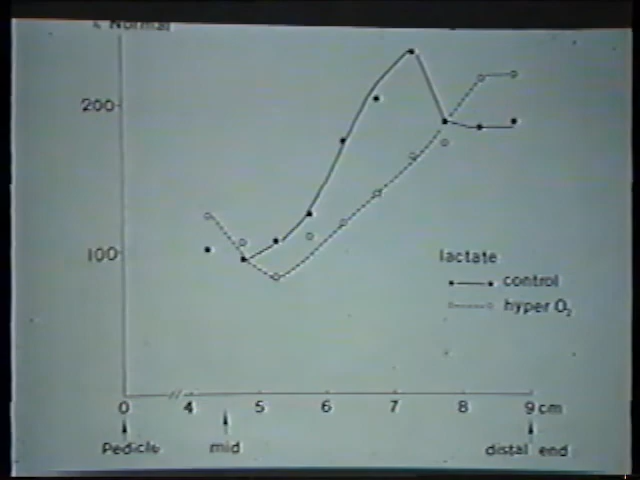 % Normal
200
100
lactate
control
hyper O₂
0 4 5 6 7 8 9 cm
Pedicle mid distal end